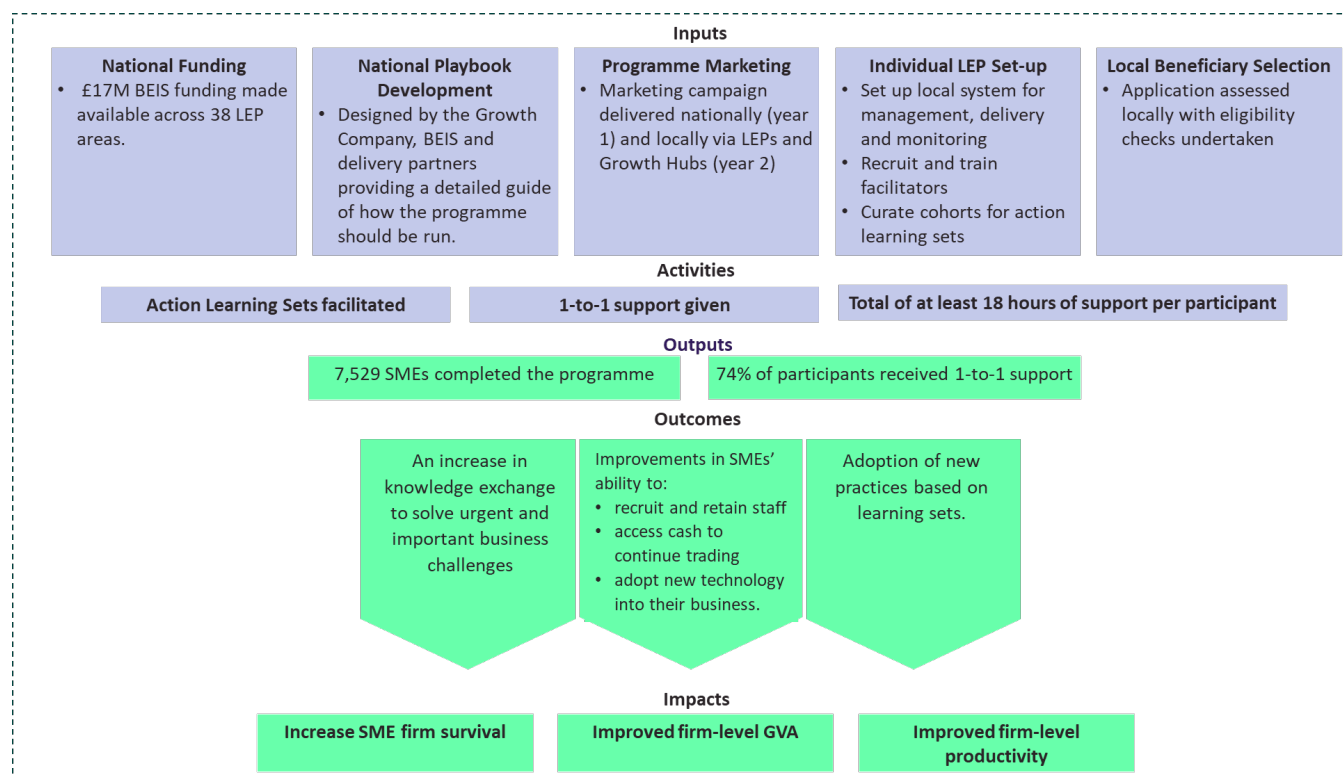 Inputs
National Funding
• £17M BEIS funding made
available across 38 LEP
areas.
National Playbook
Development
• Designed by the Growth
Company, BEIS and
delivery partners
providing a detailed guide
of how the programme
should be run.
Programme Marketing
• Marketing campaign
delivered nationally (year
1) and locally via LEPs and
Growth Hubs (year 2)
Individual LEP Set-up
• Set up local system for
management, delivery
and monitoring
• Recruit and train
facilitators
• Curate cohorts for action
learning sets
Local Beneficiary Selection
• Application assessed
locally with eligibility
checks undertaken
Activities
Action Learning Sets facilitated
1-to-1 support given
Total of at least 18 hours of support per participant
Outputs
7,529 SMEs completed the programme
74% of participants received 1-to-1 support
Outcomes
An increase in
knowledge exchange
to solve urgent and
important business
challenges
Improvements in SMEs’
ability to:
• recruit and retain staff
• access cash to
continue trading
• adopt new technology
into their business.
Adoption of new
practices based on
learning sets.
Impacts
Increase SME firm survival
Improved firm-level GVA
Improved firm-level
productivity